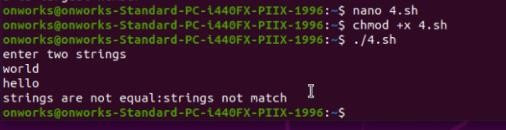 onworks@onworks-Standard-PC-i440FX-PIIX-1996:~$ nano 4.sh
onworks@onworks-Standard-PC-i440FX-PIIX-1996:~$ chmod +x 4.sh
onworks@onworks-Standard-PC-i440FX-PIIX-1996:~$ ./4.sh
enter two strings
world
hello
strings are not equal:strings not match
onworks@onworks-Standard-PC-i440FX-PIIX-1996:~$